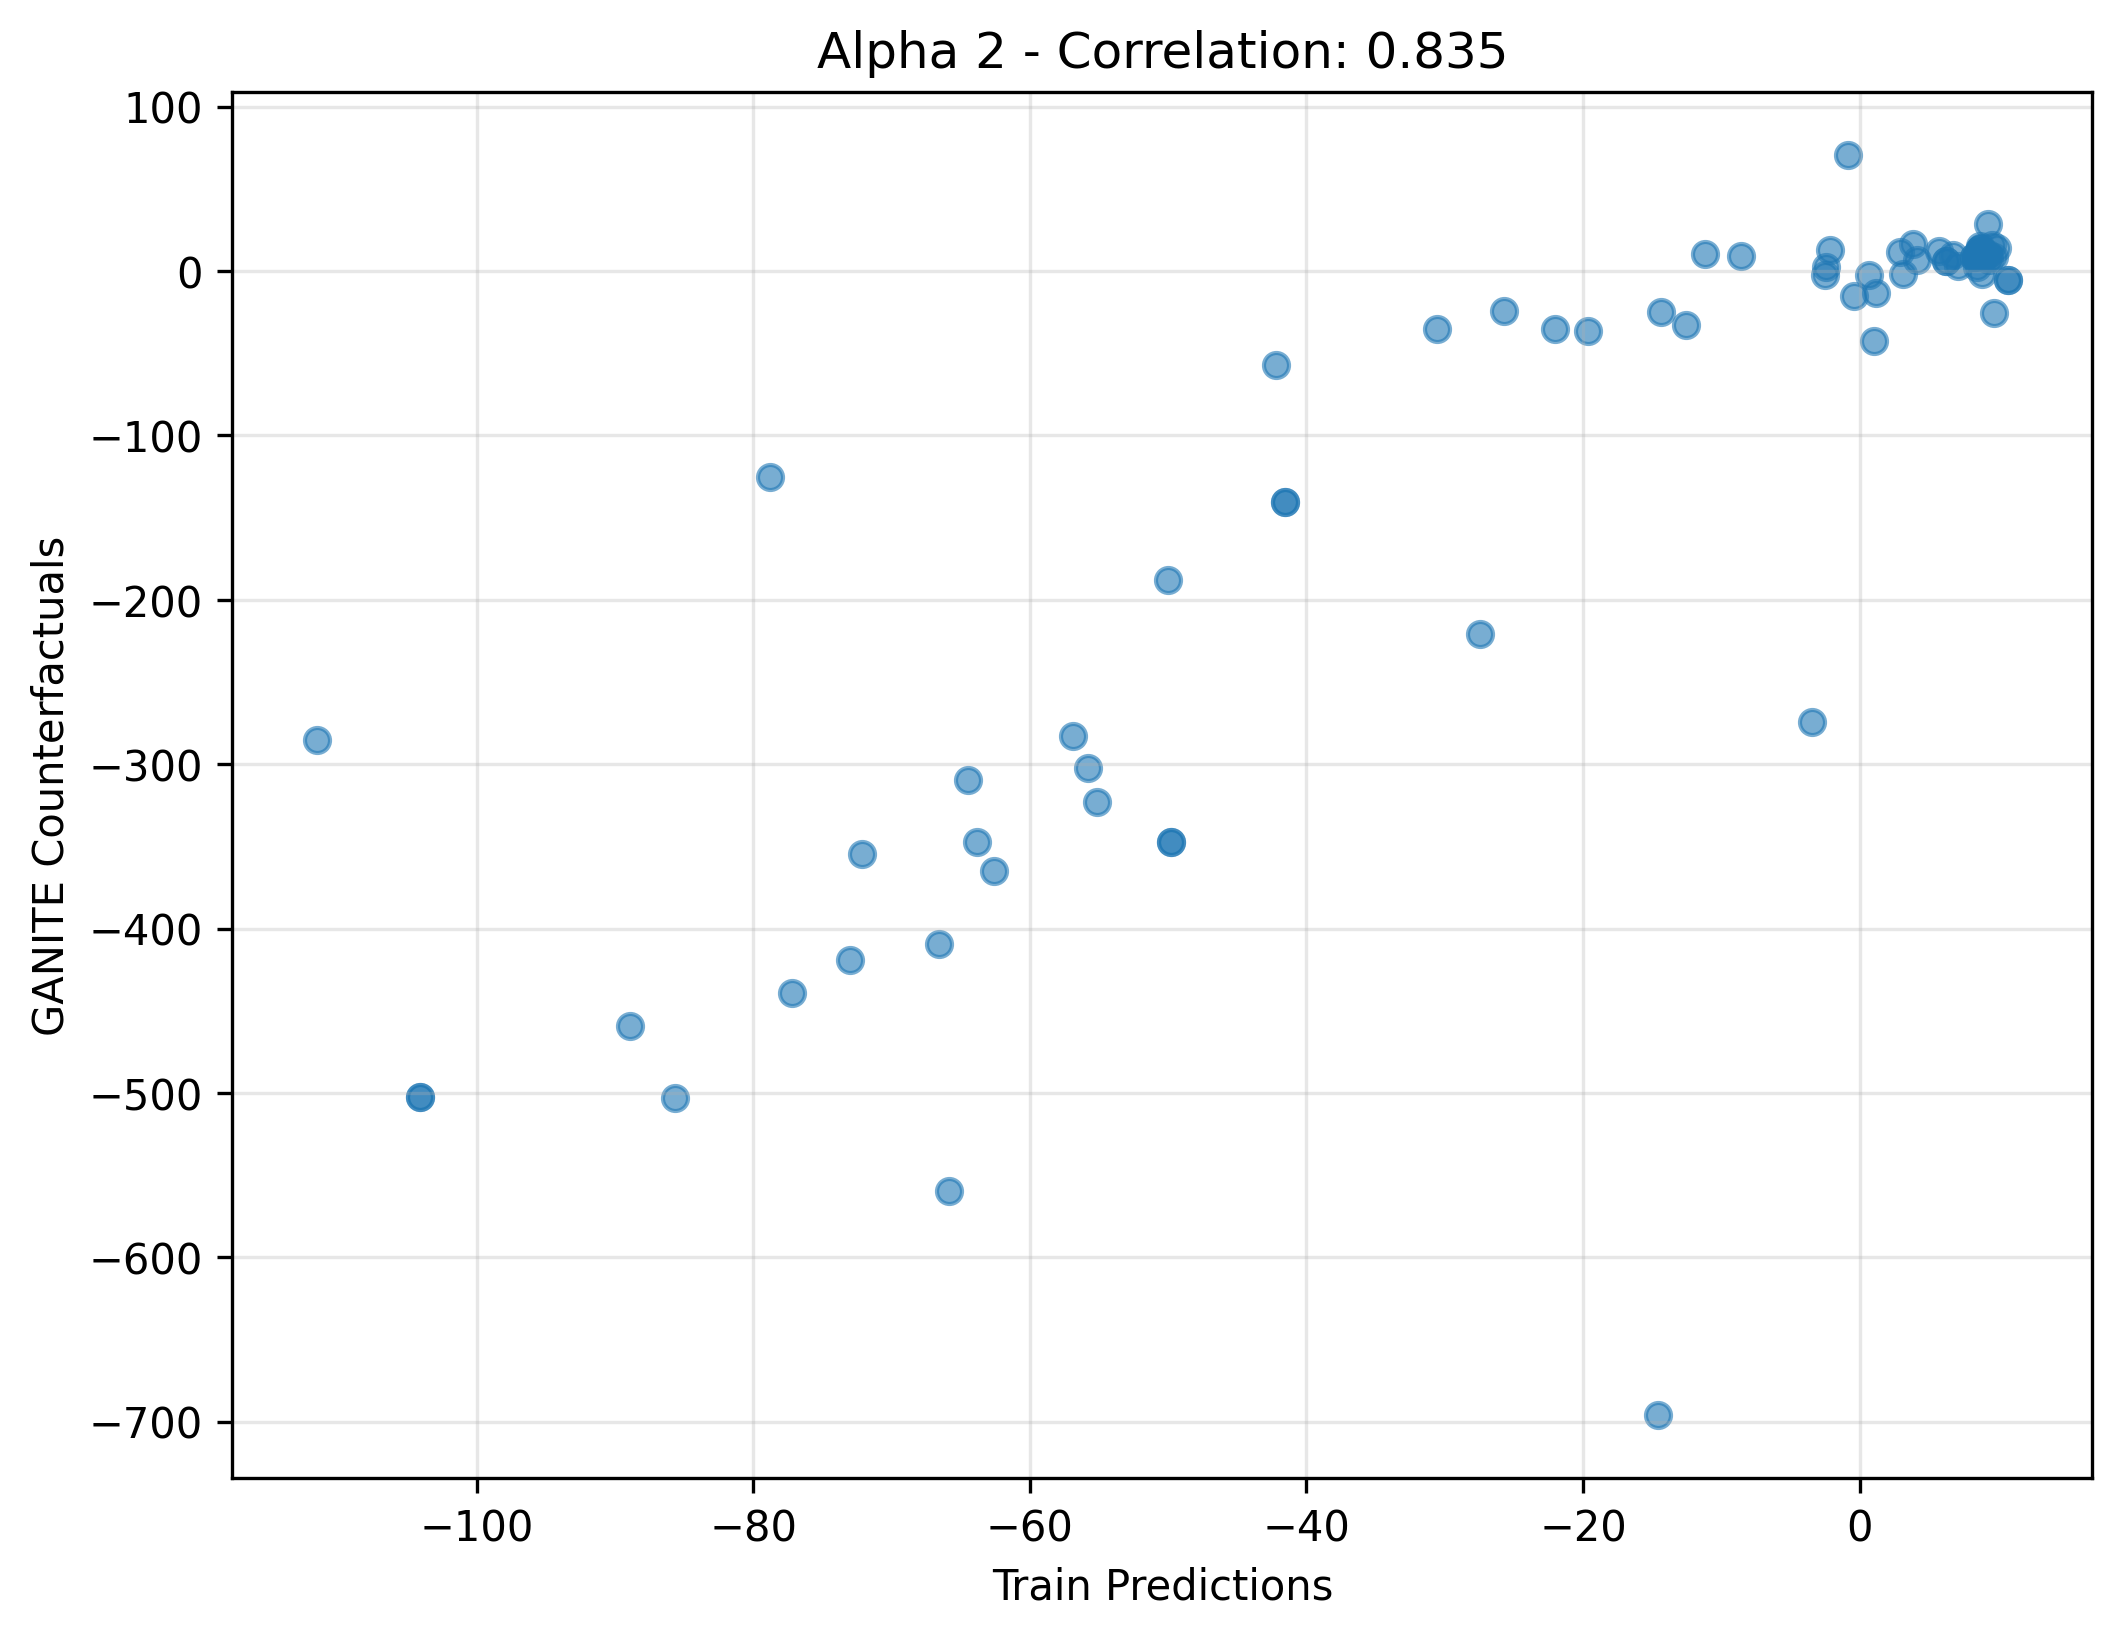 Alpha 2 - Correlation: 0.835
100
0
−100
−200
−300
−400
−500
−600
−700
GANITE Counterfactuals
−100 −80 −60 −40 −20 0
Train Predictions